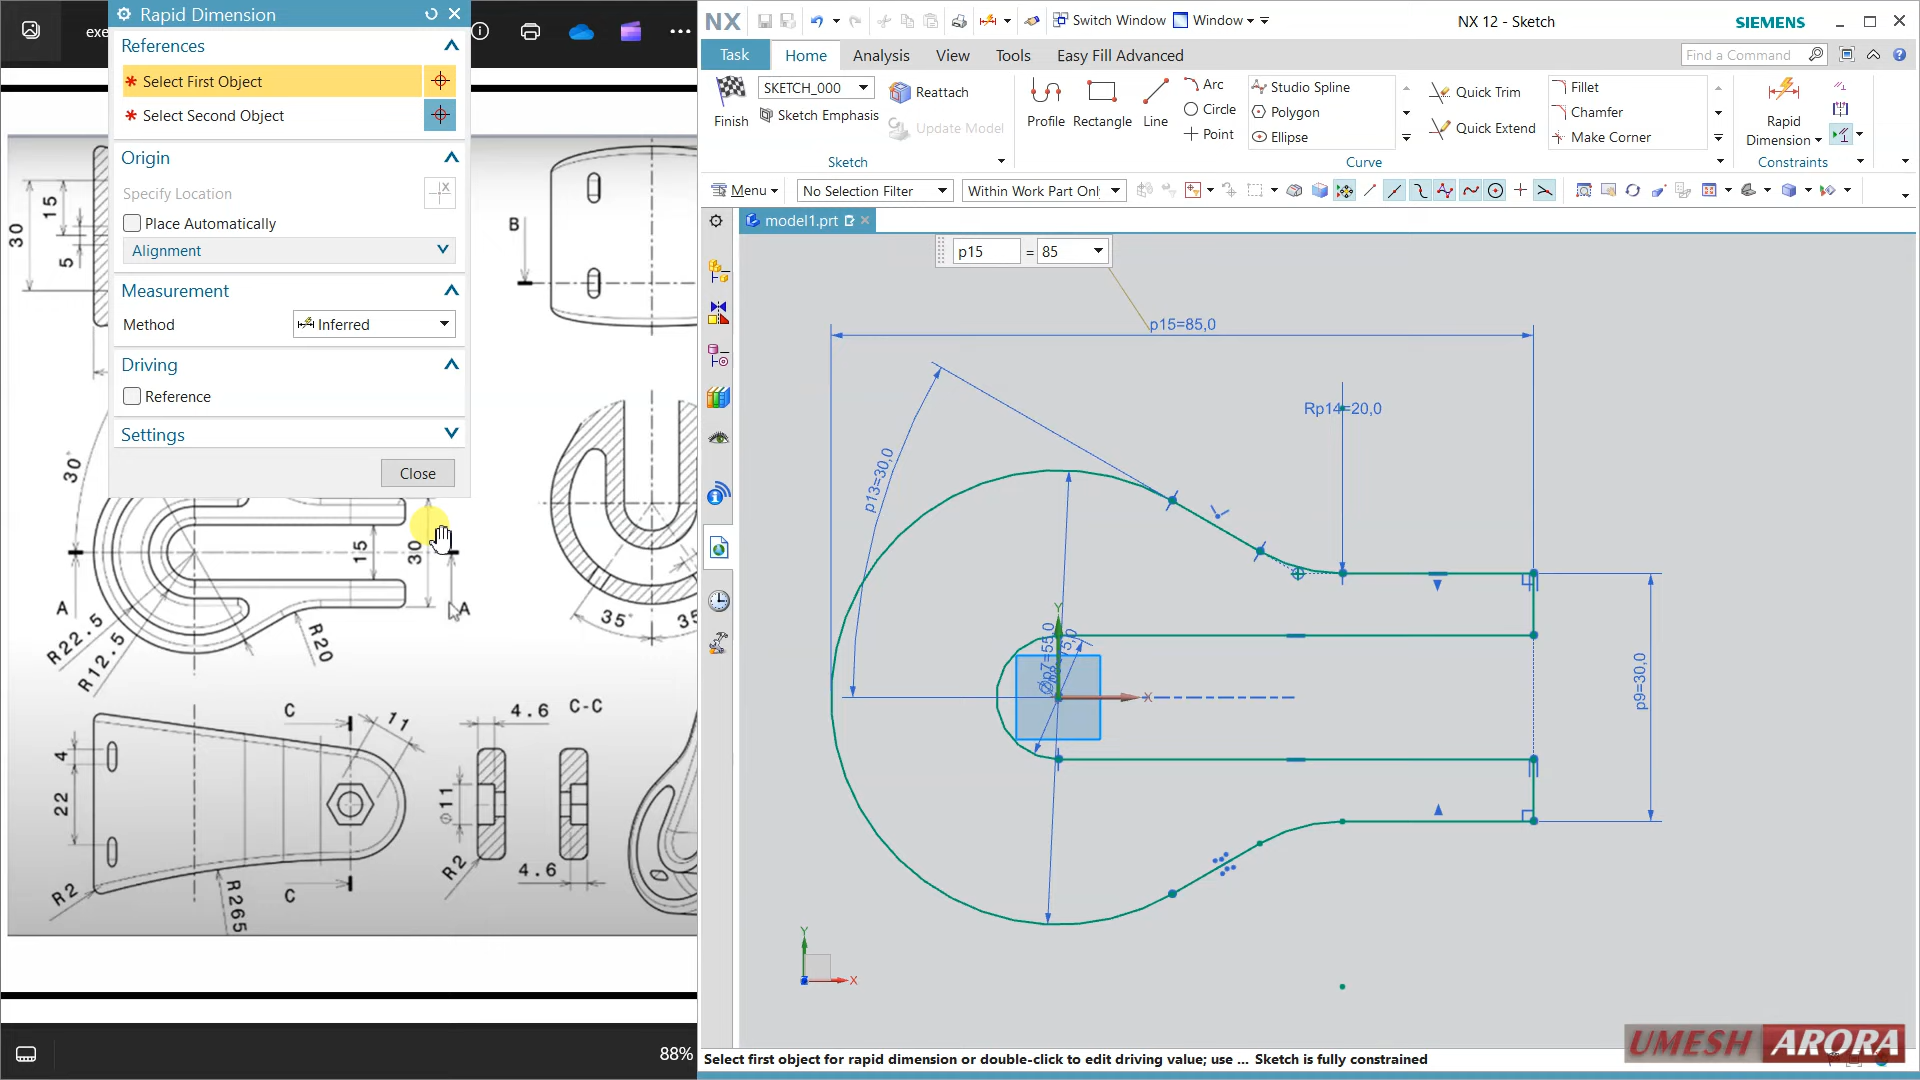 exe
Rapid Dimension
References
* Select First Object
* Select Second Object
Origin
Specify Location
Place Automatically
Alignment
Measurement
Method
Inferred
Driving
Reference
Settings
Close
30
15
5
B
30°
15
30
A
A
R22.5
R12.5
R20
35°
35
C
11
4.6
C-C
4
22
Ø11
R2
4.6
C
R2
R265
88%
NX
Switch Window
Window
NX 12 - Sketch
SIEMENS
Task
Home
Analysis
View
Tools
Easy Fill Advanced
Find a Command
Finish
SKETCH_000
Sketch Emphasis
Reattach
Update Model
Sketch
Profile
Rectangle
Line
Arc
Circle
Point
Studio Spline
Polygon
Ellipse
Quick Trim
Quick Extend
Fillet
Chamfer
Make Corner
Curve
Rapid
Dimension
Constraints
Menu
No Selection Filter
Within Work Part Onl
model1.prt
p15
=
85
p15=85,0
Rp14=20,0
p13=30,0
p9=30,0
Y
X
Y
X
UMESH ARORA
Select first object for rapid dimension or double-click to edit driving value; use ... Sketch is fully constrained